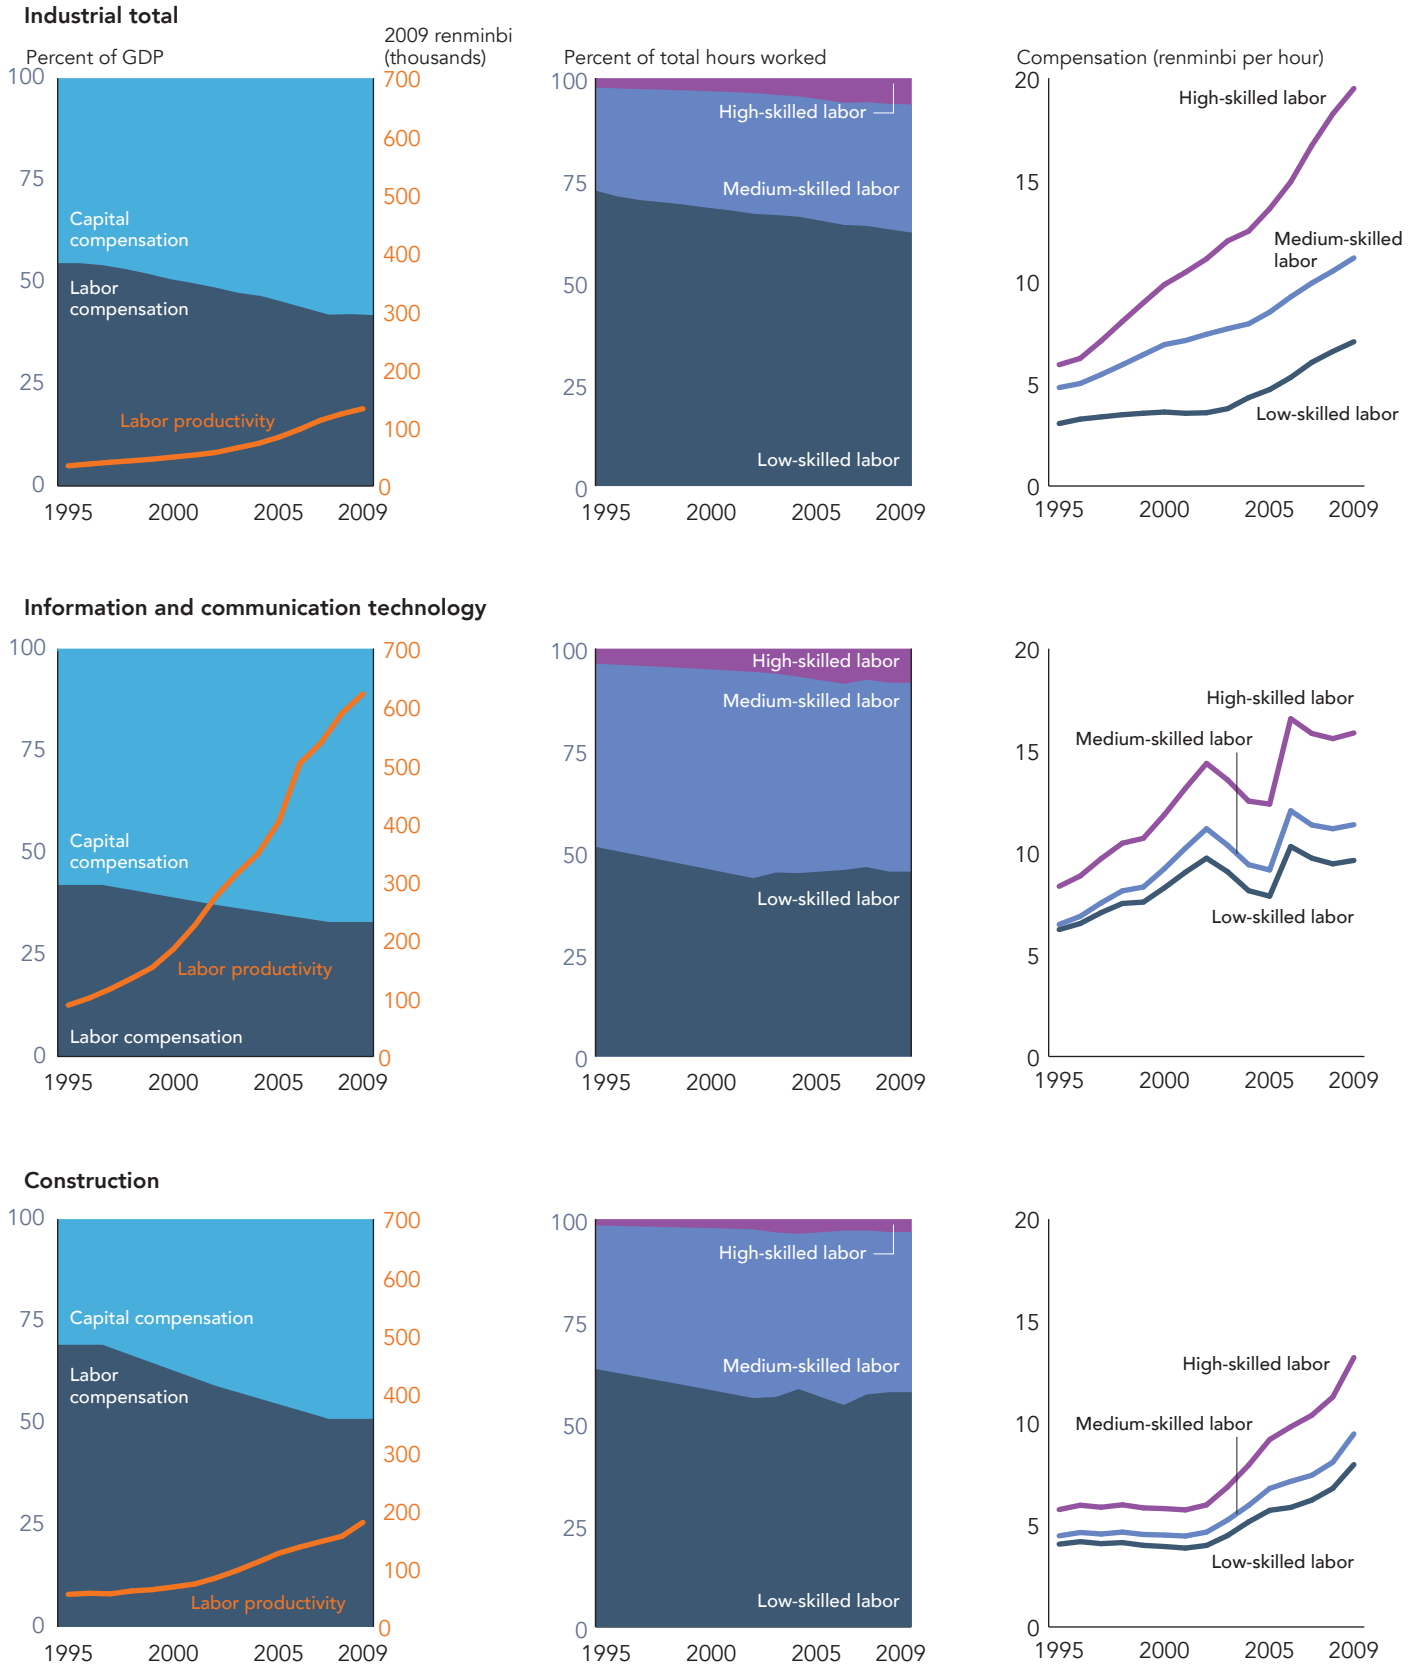 Industrial total
Percent of GDP
2009 renminbi
(thousands)
100
75
50
25
0
700
600
500
400
300
200
100
0
Capital
compensation
Labor
compensation
Labor productivity
1995 2000 2005 2009
Percent of total hours worked
100
75
50
25
0
High-skilled labor
Medium-skilled labor
Low-skilled labor
1995 2000 2005 2009
Compensation (renminbi per hour)
20
15
10
5
0
High-skilled labor
Medium-skilled
labor
Low-skilled labor
1995 2000 2005 2009
Information and communication technology
100
75
50
25
0
700
600
500
400
300
200
100
0
Capital
compensation
Labor productivity
Labor compensation
1995 2000 2005 2009
100
75
50
25
0
High-skilled labor
Medium-skilled labor
Low-skilled labor
1995 2000 2005 2009
20
15
10
5
0
High-skilled labor
Medium-skilled labor
Low-skilled labor
1995 2000 2005 2009
Construction
100
75
50
25
0
700
600
500
400
300
200
100
0
Capital compensation
Labor
compensation
Labor productivity
1995 2000 2005 2009
100
75
50
25
0
High-skilled labor
Medium-skilled labor
Low-skilled labor
1995 2000 2005 2009
20
15
10
5
0
High-skilled labor
Medium-skilled labor
Low-skilled labor
1995 2000 2005 2009